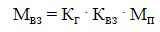 Мвз = Кг · Квз · Мп